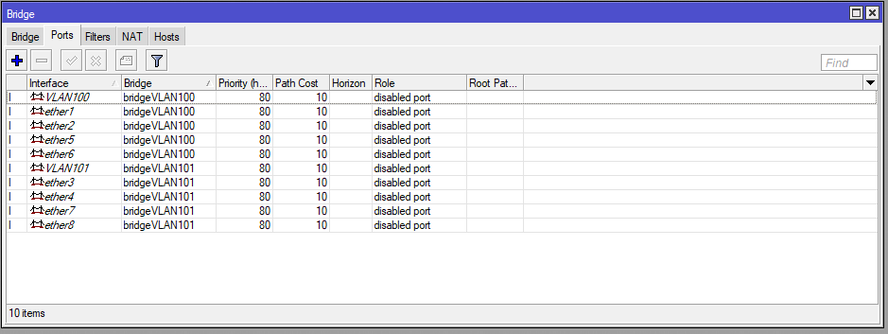 Bridge
Bridge Ports Filters NAT Hosts
Find
Interface Bridge Priority (h... Path Cost Horizon Role Root Pat...
I VLAN100 bridgeVLAN100 80 10 disabled port
I ether1 bridgeVLAN100 80 10 disabled port
I ether2 bridgeVLAN100 80 10 disabled port
I ether5 bridgeVLAN100 80 10 disabled port
I ether6 bridgeVLAN100 80 10 disabled port
I VLAN101 bridgeVLAN101 80 10 disabled port
I ether3 bridgeVLAN101 80 10 disabled port
I ether4 bridgeVLAN101 80 10 disabled port
I ether7 bridgeVLAN101 80 10 disabled port
I ether8 bridgeVLAN101 80 10 disabled port
10 items